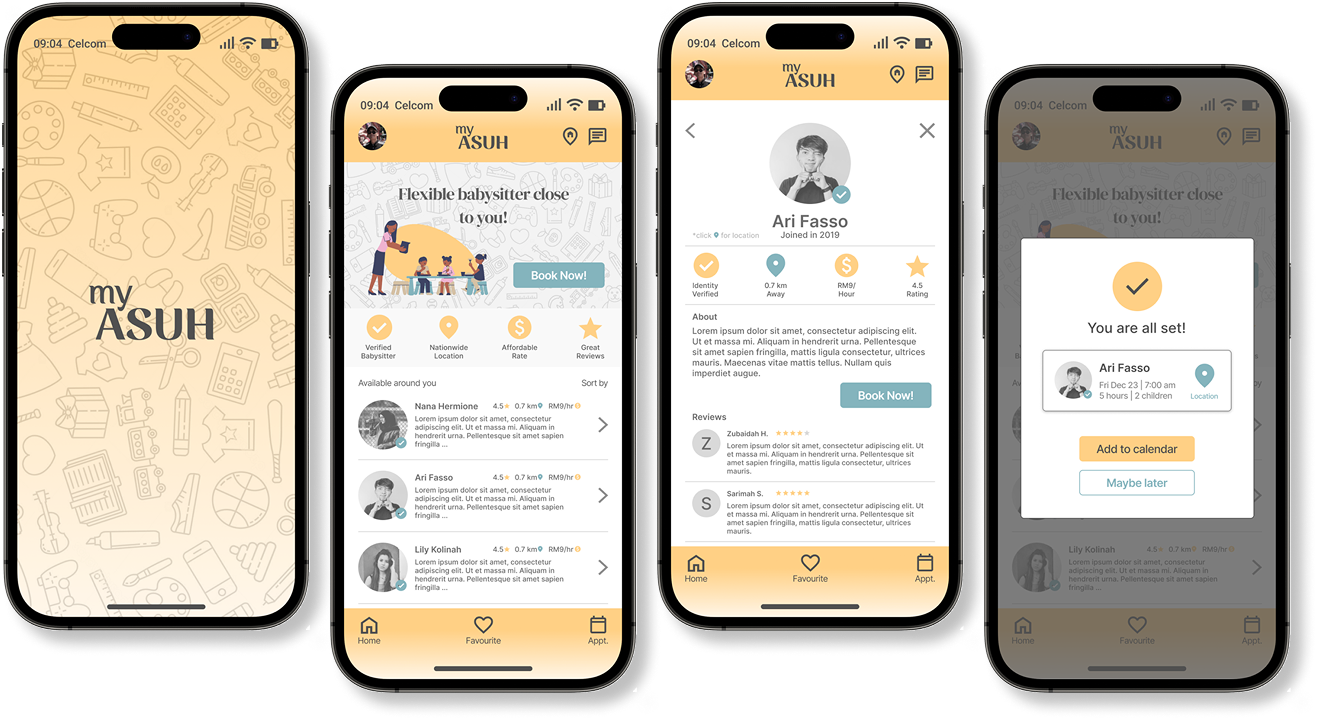 09:04 Celcom
my
ASUH
09:04 Celcom
my
ASUH
Flexible babysitter close
to you!
Book Now!
Verified
Babysitter
Nationwide
Location
Affordable
Rate
Great
Reviews
Available around you
Sort by
Nana Hermione 4.5 0.7 km RM9/hr
Lorem ipsum dolor sit amet, consectetur
adipiscing elit. Ut et massa mi. Aliquam in
hendrerit urna. Pellentesque sit amet sapien
fringilla ...
Ari Fasso 4.5 0.7 km RM9/hr
Lorem ipsum dolor sit amet, consectetur
adipiscing elit. Ut et massa mi. Aliquam in
hendrerit urna. Pellentesque sit amet sapien
fringilla ...
Lily Kolinah 4.5 0.7 km RM9/hr
Lorem ipsum dolor sit amet, consectetur
adipiscing elit. Ut et massa mi. Aliquam in
hendrerit urna. Pellentesque sit amet sapien
fringilla ...
Home
Favourite
Appt.
09:04 Celcom
my
ASUH
Ari Fasso
*click for location
Joined in 2019
Identity
Verified
0.7 km
Away
RM9/
Hour
4.5
Rating
About
Lorem ipsum dolor sit amet, consectetur adipiscing elit.
Ut et massa mi. Aliquam in hendrerit urna. Pellentesque
sit amet sapien fringilla, mattis ligula consectetur, ultrices
mauris. Maecenas vitae mattis tellus. Nullam quis
imperdiet augue.
Book Now!
Reviews
Z
Zubaidah H.
Lorem ipsum dolor sit amet, consectetur adipiscing elit. Ut
et massa mi. Aliquam in hendrerit urna. Pellentesque sit
amet sapien fringilla, mattis ligula consectetur, ultrices
mauris.
S
Sarimah S.
Lorem ipsum dolor sit amet, consectetur adipiscing elit. Ut
et massa mi. Aliquam in hendrerit urna. Pellentesque sit
amet sapien fringilla, mattis ligula consectetur, ultrices
mauris.
Home
Favourite
Appt.
09:04 Celcom
my
ASUH
Flexible babysitter close
to you!
You are all set!
Ari Fasso
Fri Dec 23 | 7:00 am
5 hours | 2 children
Location
Add to calendar
Maybe later
Lily Kolinah 4.5 0.7 km RM9/hr
Lorem ipsum dolor sit amet, consectetur
adipiscing elit. Ut et massa mi. Aliquam in
hendrerit urna. Pellentesque sit amet sapien
fringilla ...
Home
Favourite
Appt.